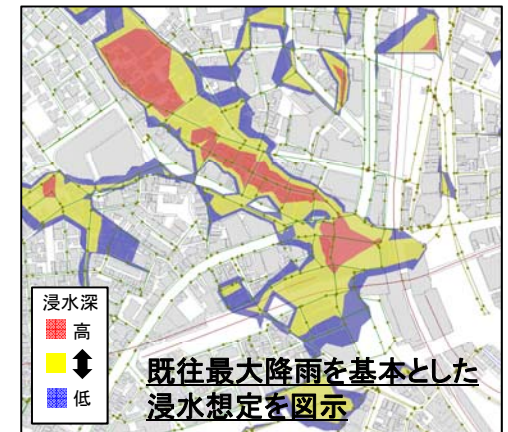 浸水深
高
低
既往最大降雨を基本とした
浸水想定を図示